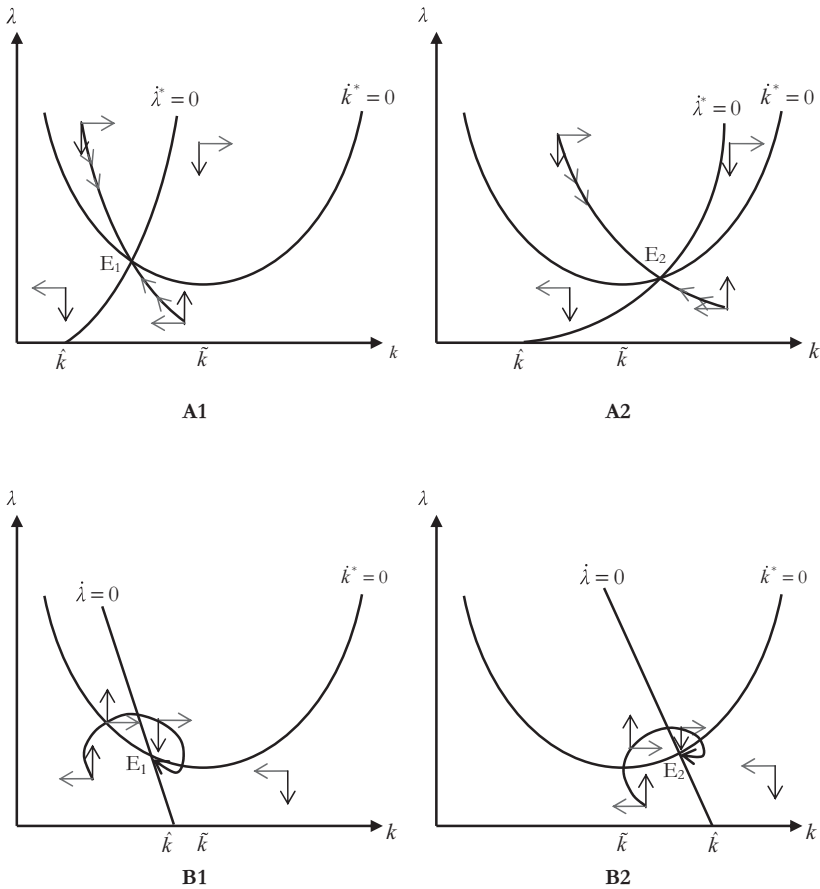 λ
λ̇* = 0
k̇* = 0
E₁
k̂
k̃
k
A1
λ
λ̇* = 0
k̇* = 0
E₂
k̂
k̃
k
A2
λ
λ̇ = 0
k̇* = 0
E₁
k̂
k̃
k
B1
λ
λ̇ = 0
k̇* = 0
E₂
k̃
k̂
k
B2